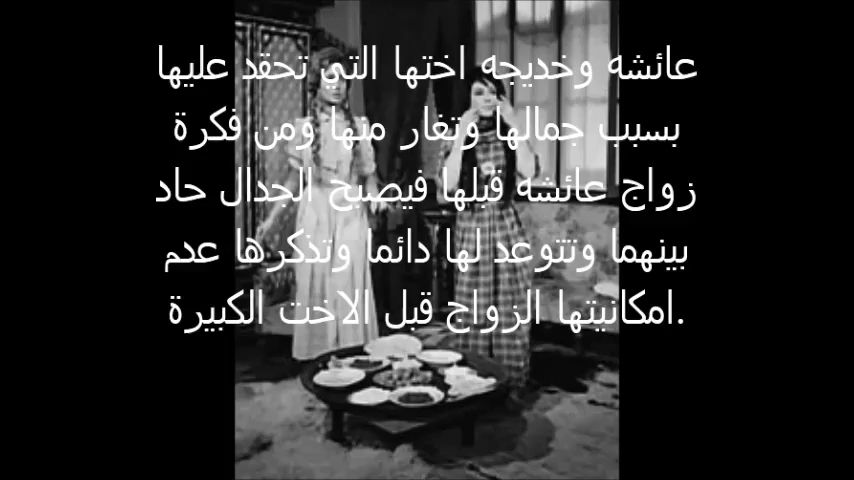 عائشه وخديجه اختها التي تحقد عليها
بسبب جمالها وتغار منها ومن فكرة
زواج عائشه قبلها فيصبح الجدال حاد
بينهما وتتوعد لها دائما وتذكرها عدم
امكانيتها الزواج قبل الاخت الكبيرة.